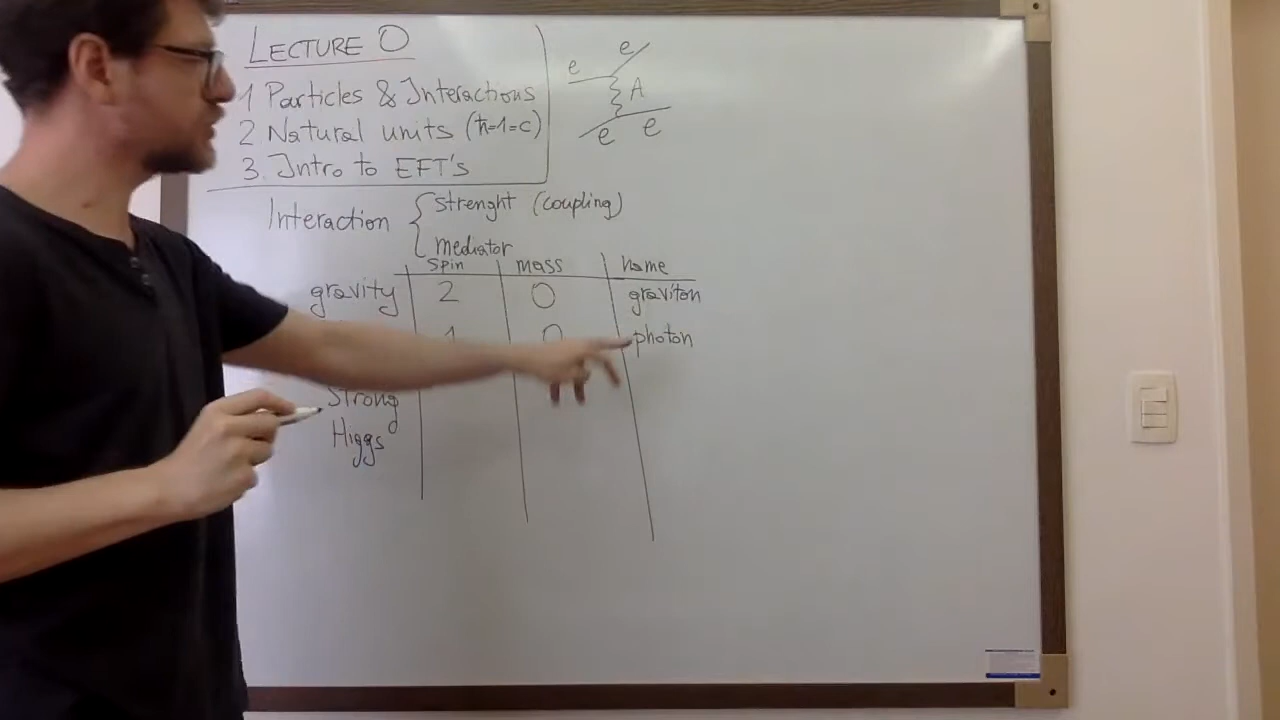 LECTURE 0
1 Particles & Interactions
2 Natural units (ħ=1=c)
3. Intro to EFT's
e
e
A
e
e
Interaction { strenght (coupling)
mediator
spin mass name
gravity 2 0 graviton
1 0 photon
Strong
Higgs